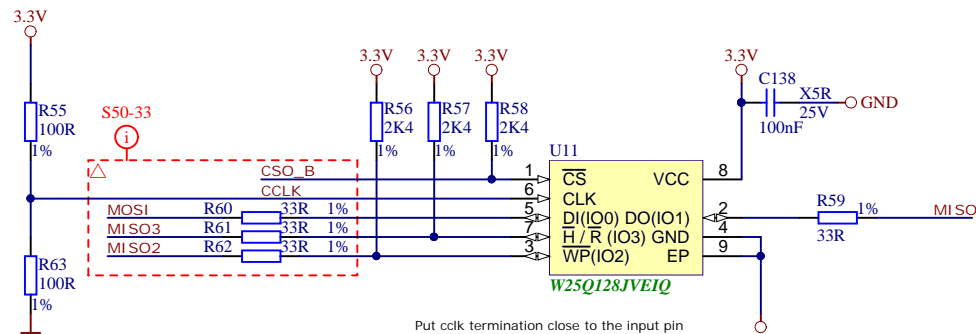 3.3V
3.3V 3.3V 3.3V
3.3V
C138
X5R
GND
25V
100nF
R55
100R
1%
S50-33
i
R56
2K4
1%
R57
2K4
1%
R58
2K4
1%
U11
CSO_B 1 CS VCC 8
CCLK 6 CLK
MOSI R60 33R 1% 5 DI(IO0) DO(IO1) 2 R59 1% MISO
33R
MISO3 R61 33R 1% 7 H / R (IO3) GND 4
MISO2 R62 33R 1% 3 WP(IO2) EP 9
W25Q128JVEIQ
R63
100R
1%
Put cclk termination close to the input pin